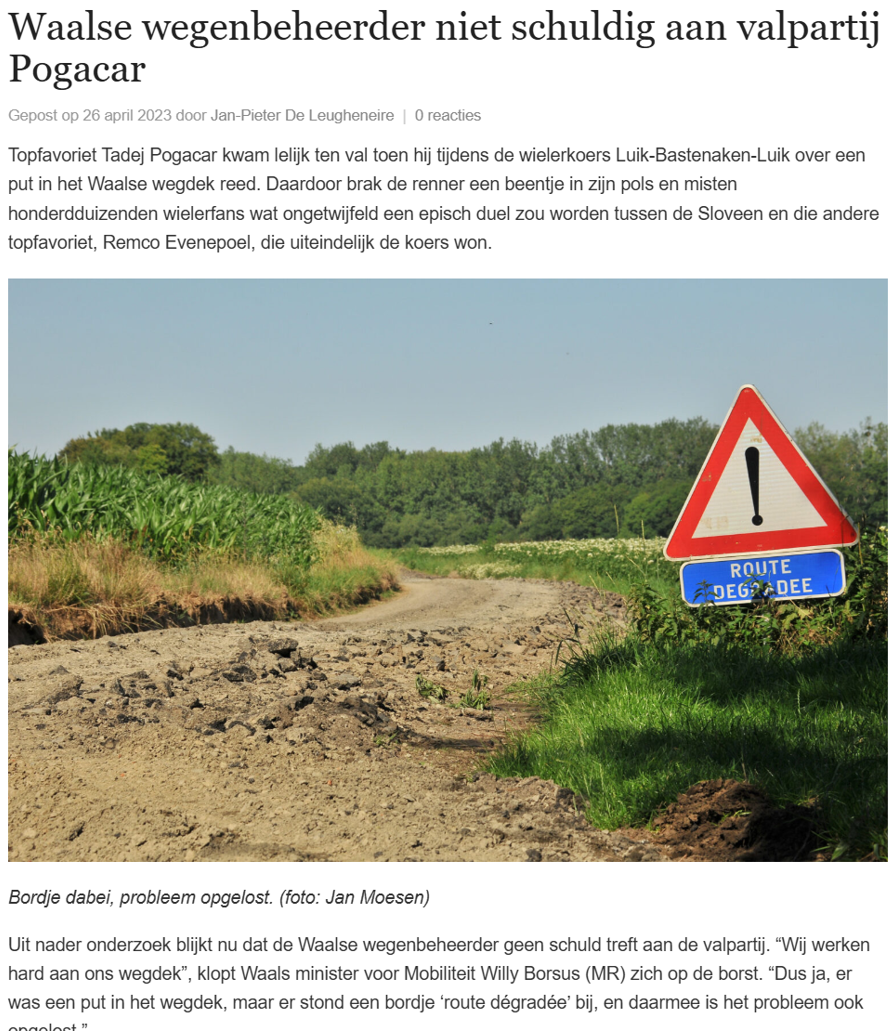 Waalse wegenbeheerder niet schuldig aan valpartij
Pogacar
Gepost op 26 april 2023 door Jan-Pieter De Leugheneire | 0 reacties
Topfavoriet Tadej Pogacar kwam lelijk ten val toen hij tijdens de wielerkoers Luik-Bastenaken-Luik over een
put in het Waalse wegdek reed. Daardoor brak de renner een beentje in zijn pols en misten
honderdduizenden wielerfans wat ongetwijfeld een episch duel zou worden tussen de Sloveen en die andere
topfavoriet, Remco Evenepoel, die uiteindelijk de koers won.
ROUTE
DEGRADEE
Bordje dabei, probleem opgelost. (foto: Jan Moesen)
Uit nader onderzoek blijkt nu dat de Waalse wegenbeheerder geen schuld treft aan de valpartij. “Wij werken
hard aan ons wegdek”, klopt Waals minister voor Mobiliteit Willy Borsus (MR) zich op de borst. “Dus ja, er
was een put in het wegdek, maar er stond een bordje ‘route dégradée’ bij, en daarmee is het probleem ook
opgelost.”